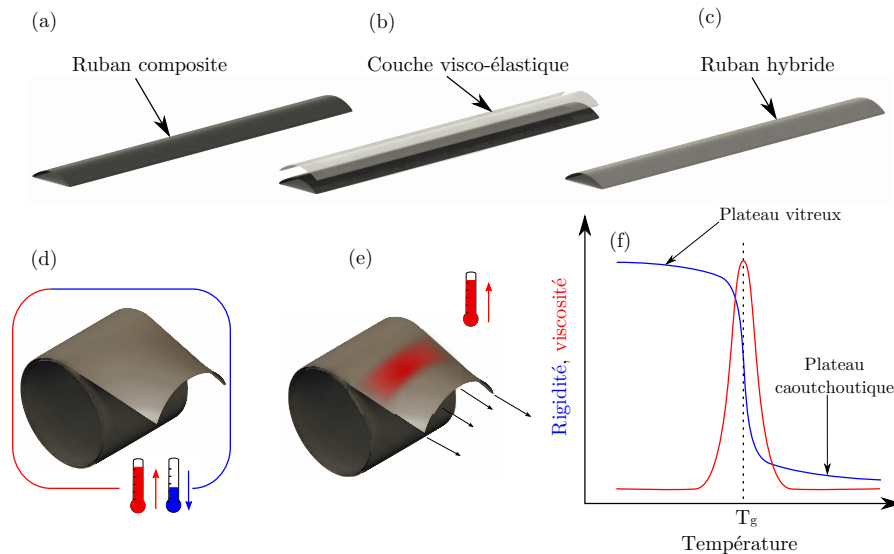 (a)
Ruban composite
(b)
Couche visco-élastique
(c)
Ruban hybride
(d)
(e)
(f)
Plateau vitreux
Plateau
caoutchoutique
Rigidité, viscosité
Tg
Température